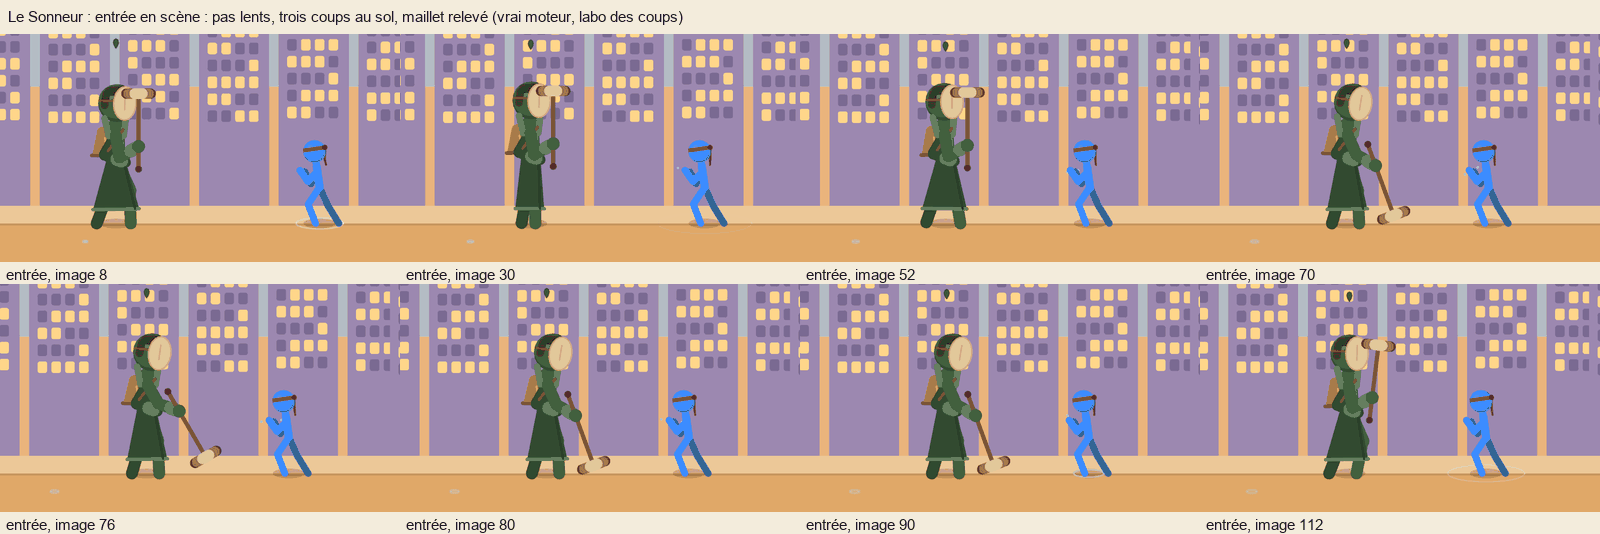 Le Sonneur : entrée en scène : pas lents, trois coups au sol, maillet relevé (vrai moteur, labo des coups)
entrée, image 8
entrée, image 30
entrée, image 52
entrée, image 70
entrée, image 76
entrée, image 80
entrée, image 90
entrée, image 112